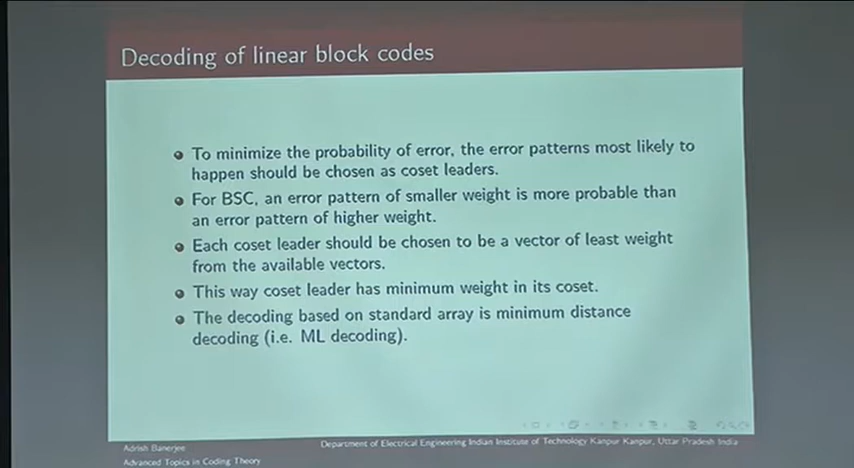 Decoding of linear block codes
To minimize the probability of error, the error patterns most likely to
happen should be chosen as coset leaders.
For BSC, an error pattern of smaller weight is more probable than
an error pattern of higher weight.
Each coset leader should be chosen to be a vector of least weight
from the available vectors.
This way coset leader has minimum weight in its coset.
The decoding based on standard array is minimum distance
decoding (i.e. ML decoding).
Adrish Banerjee
Department of Electrical Engineering Indian Institute of Technology Kanpur Kanpur, Uttar Pradesh India
Advanced Topics in Coding Theory